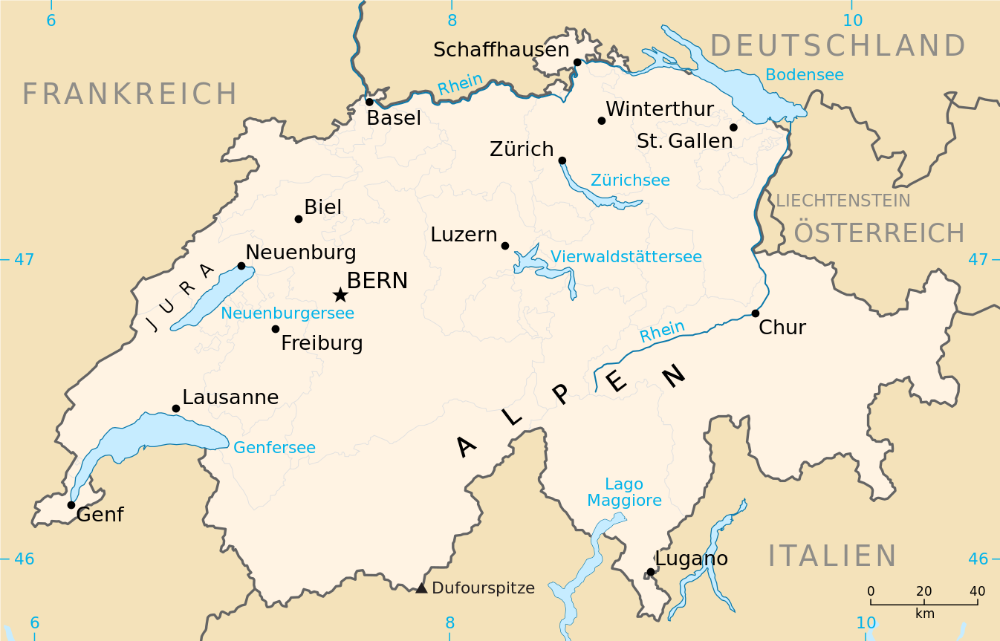 6
8
10
DEUTSCHLAND
Schaffhausen
Bodensee
FRANKREICH
Rhein
Basel
Winterthur
St. Gallen
Zürich
Zürichsee
LIECHTENSTEIN
Biel
ÖSTERREICH
Luzern
Neuenburg
47
Vierwaldstättersee
47
JURA
BERN
Neuenburgersee
Freiburg
Rhein
Chur
ALPEN
Lausanne
Genfersee
Lago
Maggiore
Genf
46
Lugano
ITALIEN
46
Dufourspitze
0 20 40
km
6
8
10